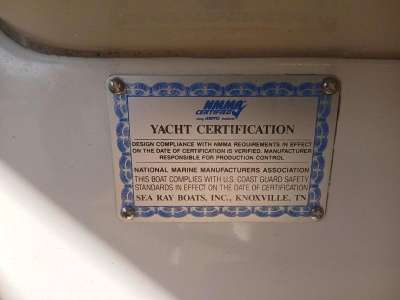 NMMA
CERTIFIED
YACHT CERTIFICATION
DESIGN COMPLIANCE WITH NMMA REQUIREMENTS IN EFFECT
ON THE DATE OF CERTIFICATION IS VERIFIED. MANUFACTURER
RESPONSIBLE FOR PRODUCTION CONTROL
NATIONAL MARINE MANUFACTURERS ASSOCIATION
THIS BOAT COMPLIES WITH U.S. COAST GUARD SAFETY
STANDARDS IN EFFECT ON THE DATE OF CERTIFICATION
SEA RAY BOATS, INC., KNOXVILLE, TN